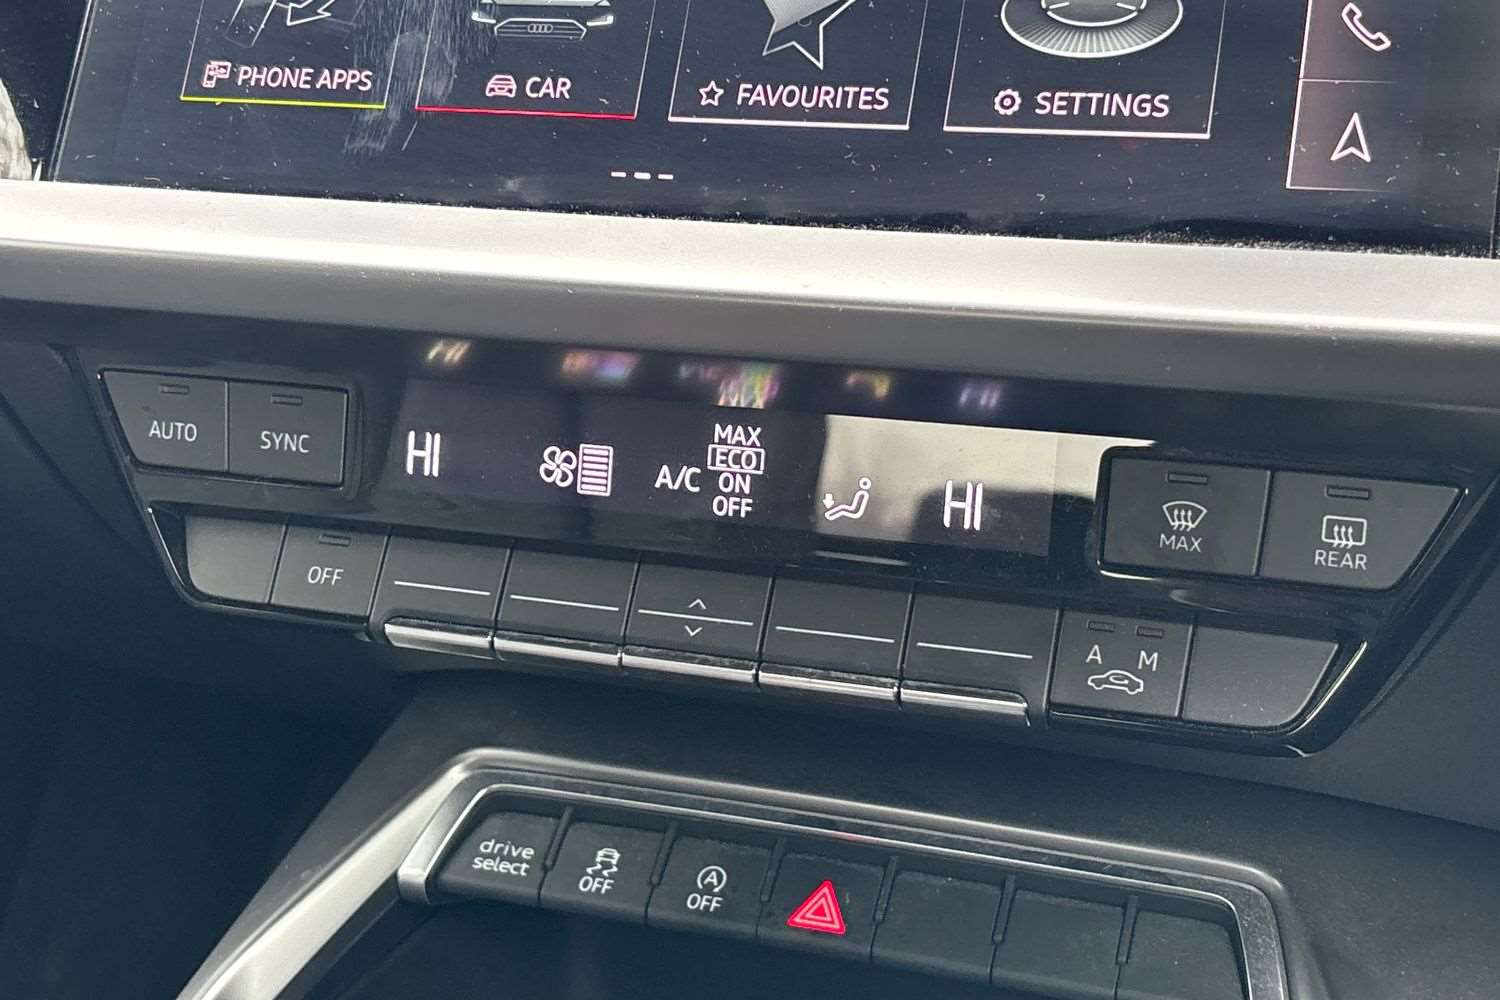 PHONE APPS
CAR
FAVOURITES
SETTINGS
AUTO
SYNC
HI
A/C
MAX
ECO
ON
OFF
HI
MAX
REAR
OFF
A M
drive
select
OFF
A
OFF